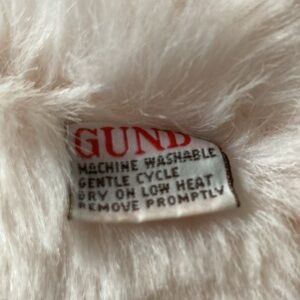 GUND
MACHINE WASHABLE
GENTLE CYCLE
DRY ON LOW HEAT
REMOVE PROMPTLY